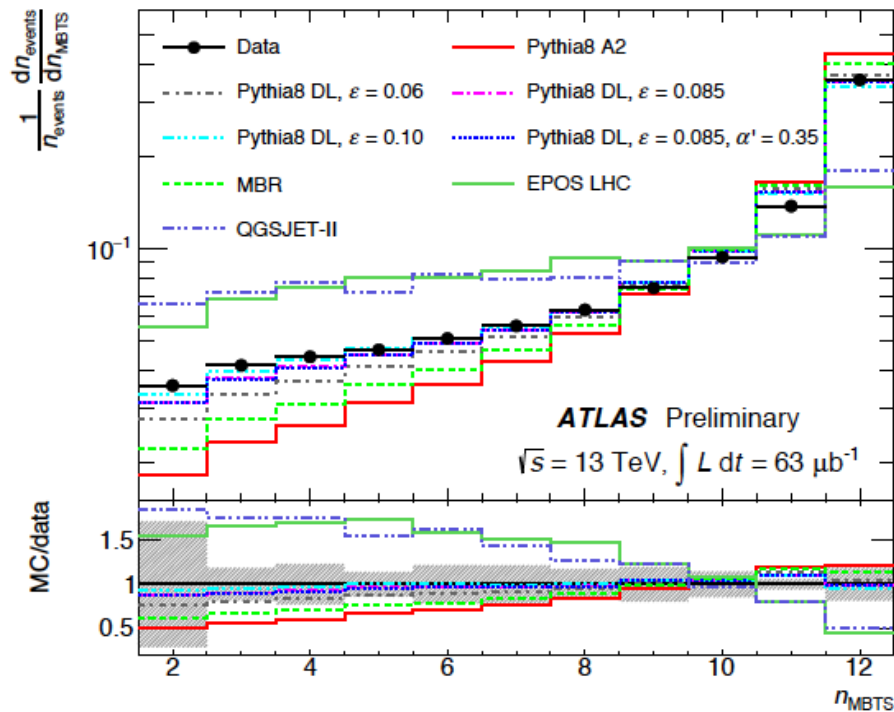 1/n_events dn_events/dn_MBTS
Data
Pythia8 A2
Pythia8 DL, ε = 0.06
Pythia8 DL, ε = 0.085
Pythia8 DL, ε = 0.10
Pythia8 DL, ε = 0.085, α' = 0.35
MBR
EPOS LHC
QGSJET-II
10⁻¹
ATLAS Preliminary
√s = 13 TeV, ∫ L dt = 63 μb⁻¹
MC/data
1.5
1
0.5
2 4 6 8 10 12
n_MBTS